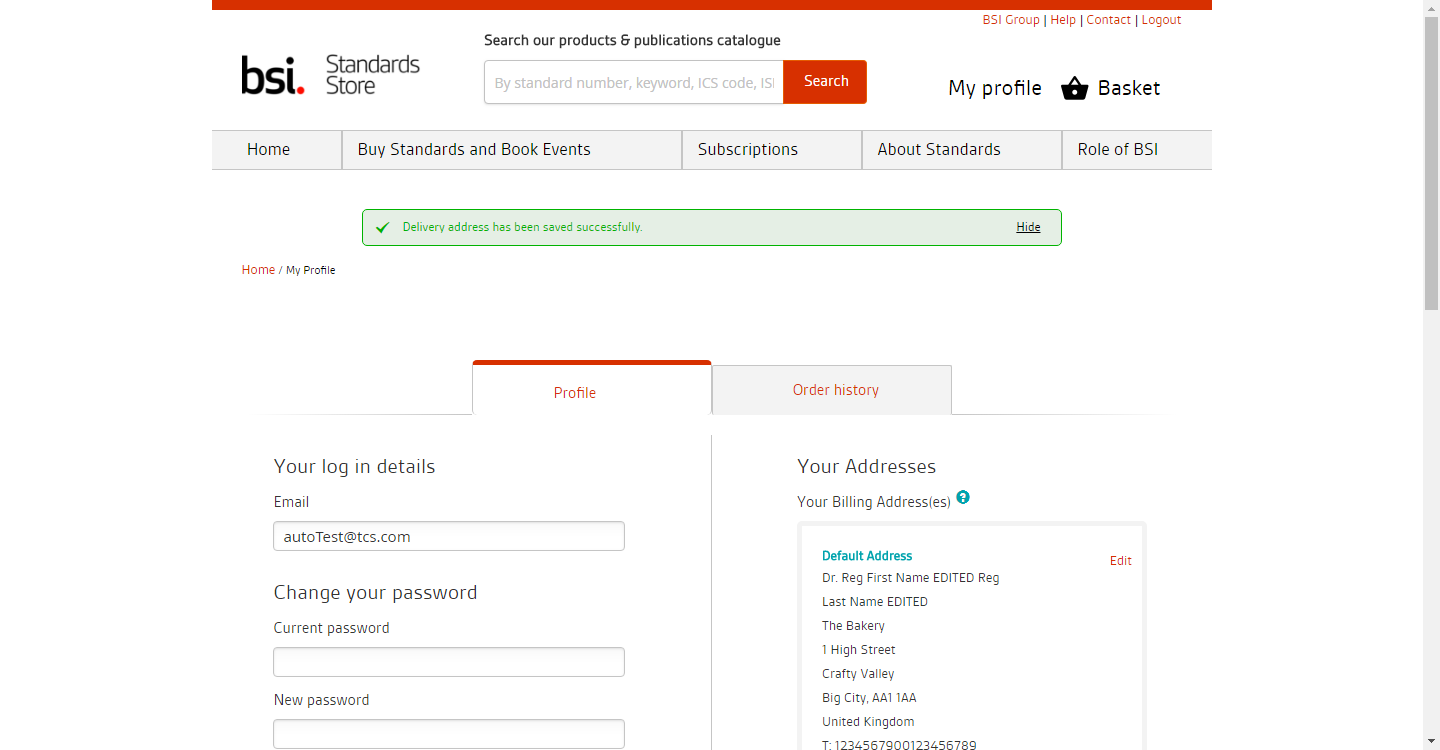 BSI Group | Help | Contact | Logout
Search our products & publications catalogue
bsi. Standards Store
By standard number, keyword, ICS code, ISI
Search
My profile
Basket
Home
Buy Standards and Book Events
Subscriptions
About Standards
Role of BSI
Delivery address has been saved successfully.
Hide
Home / My Profile
Profile
Order history
Your log in details
Email
autoTest@tcs.com
Change your password
Current password
New password
Your Addresses
Your Billing Address(es) ?
Default Address
Edit
Dr. Reg First Name EDITED Reg
Last Name EDITED
The Bakery
1 High Street
Crafty Valley
Big City, AA1 1AA
United Kingdom
T: 1234567900123456789